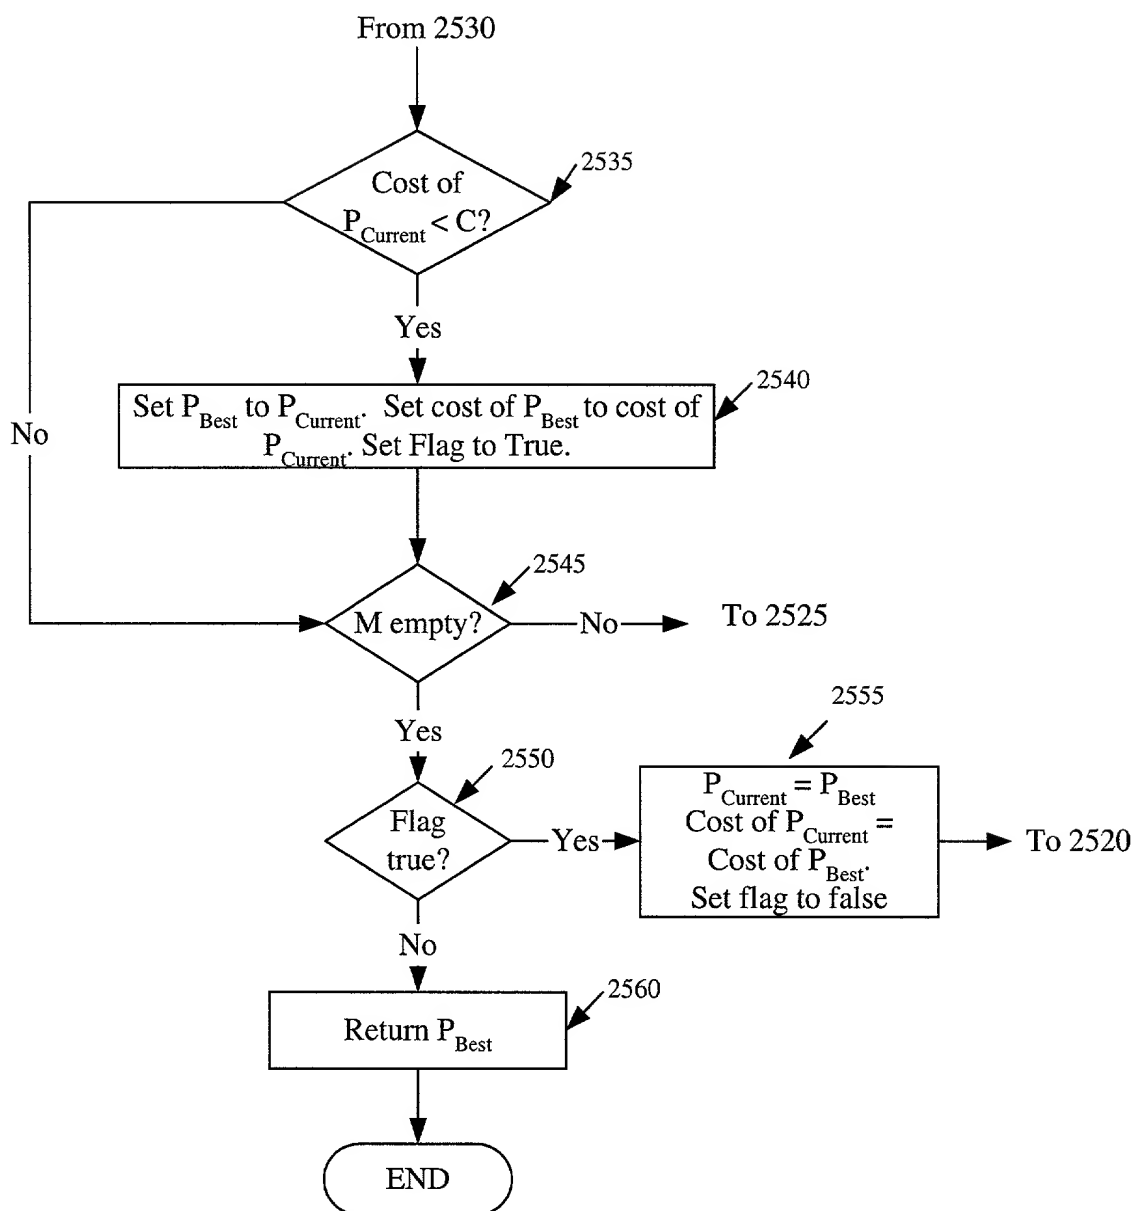 From 2530
2535
Cost of
P_Current < C?
Yes
2540
Set P_Best to P_Current. Set cost of P_Best to cost of
P_Current. Set Flag to True.
No
2545
M empty?
No
To 2525
Yes
2550
Flag
true?
Yes
2555
P_Current = P_Best
Cost of P_Current =
Cost of P_Best.
Set flag to false
To 2520
No
2560
Return P_Best
END